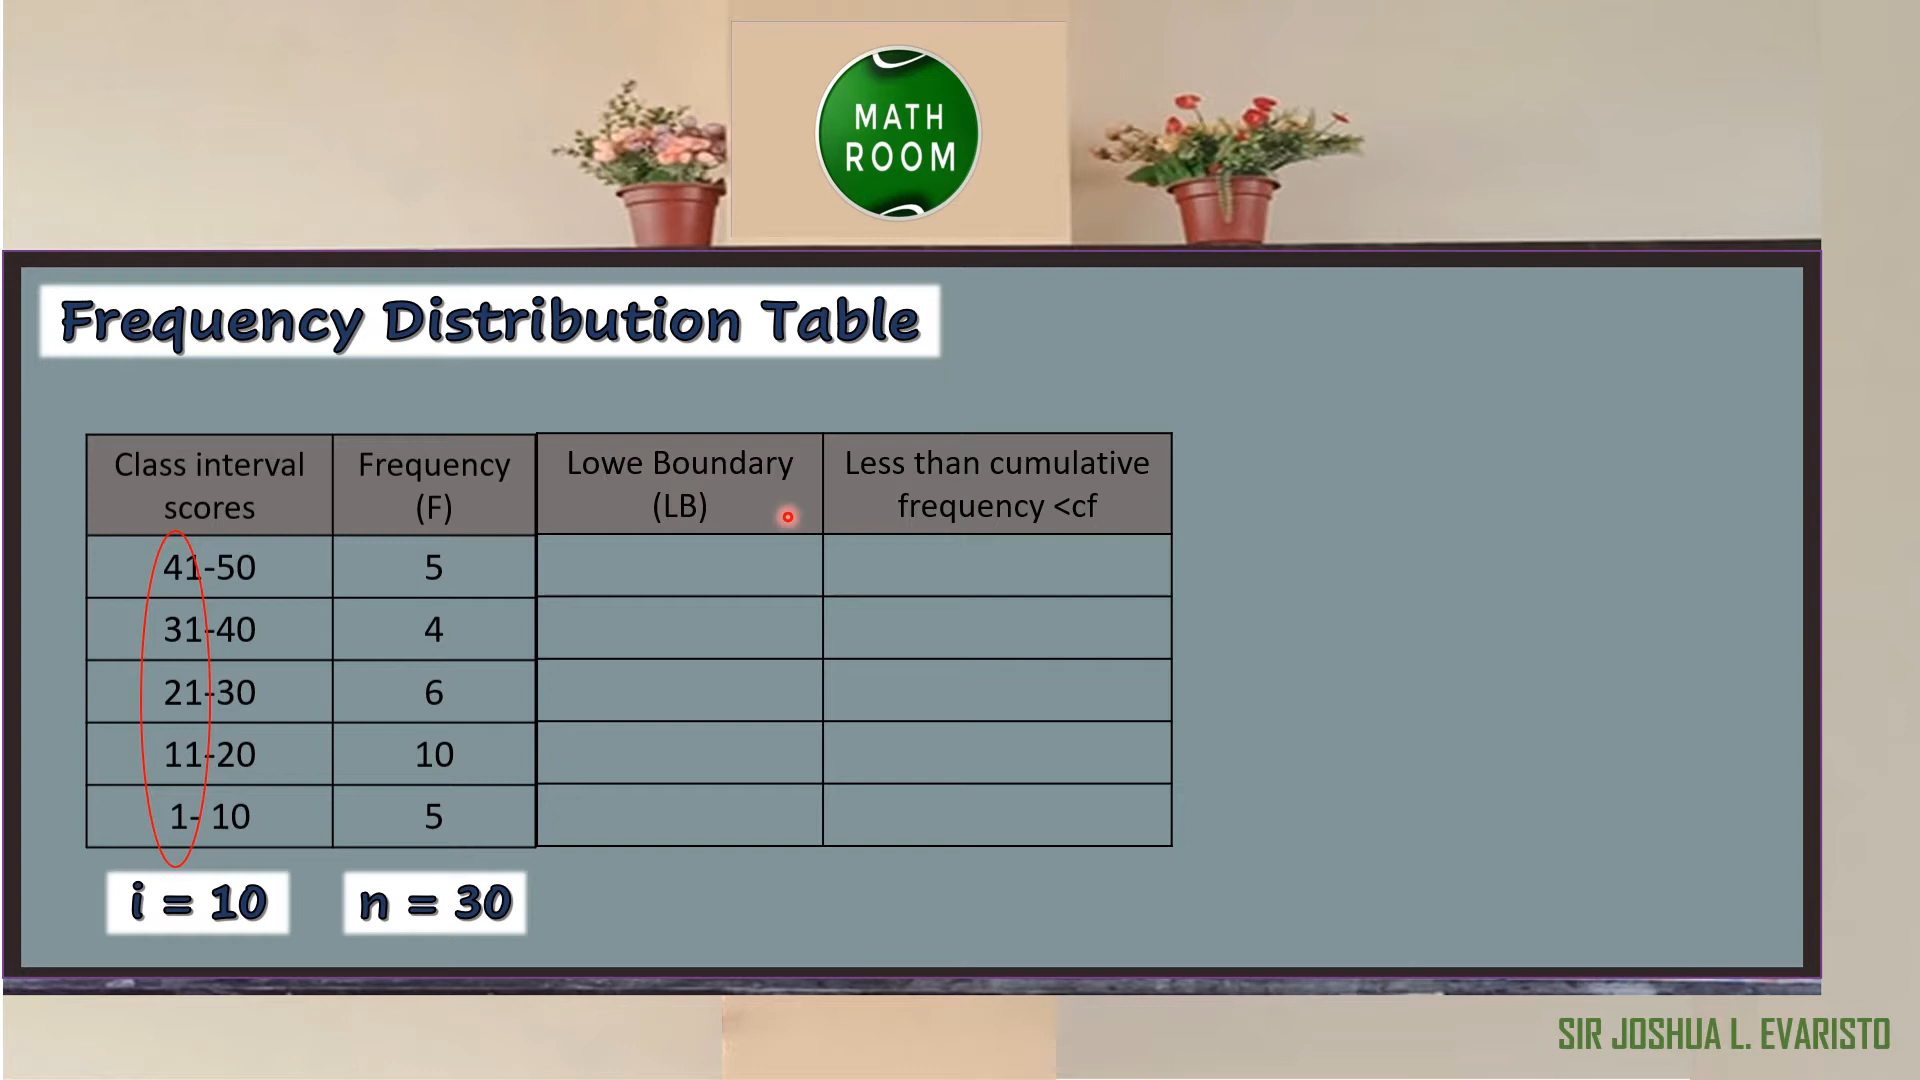 MATH
ROOM
Frequency Distribution Table
Class interval scores | Frequency (F) | Lowe Boundary (LB) | Less than cumulative frequency <cf
41-50 | 5
31-40 | 4
21-30 | 6
11-20 | 10
1- 10 | 5
i = 10
n = 30
SIR JOSHUA L. EVARISTO